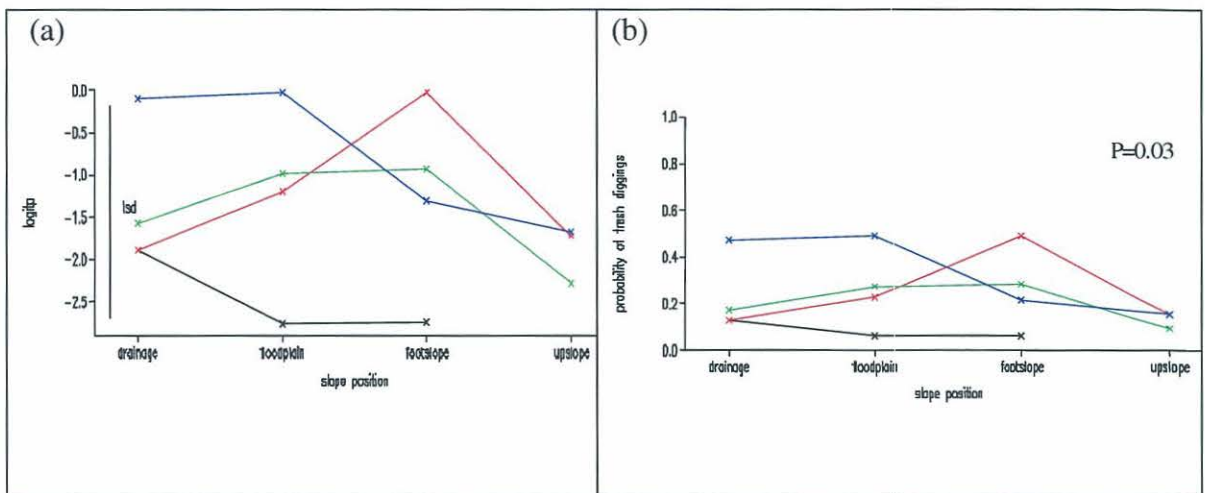 (a)
0.0
-0.5
-1.0
-1.5
-2.0
-2.5
logitp
lsd
drainage floodplain footslope upslope
slope position
(b)
1.0
0.8
0.6
0.4
0.2
0.0
probability of fresh diggings
P=0.03
drainage floodplain footslope upslope
slope position